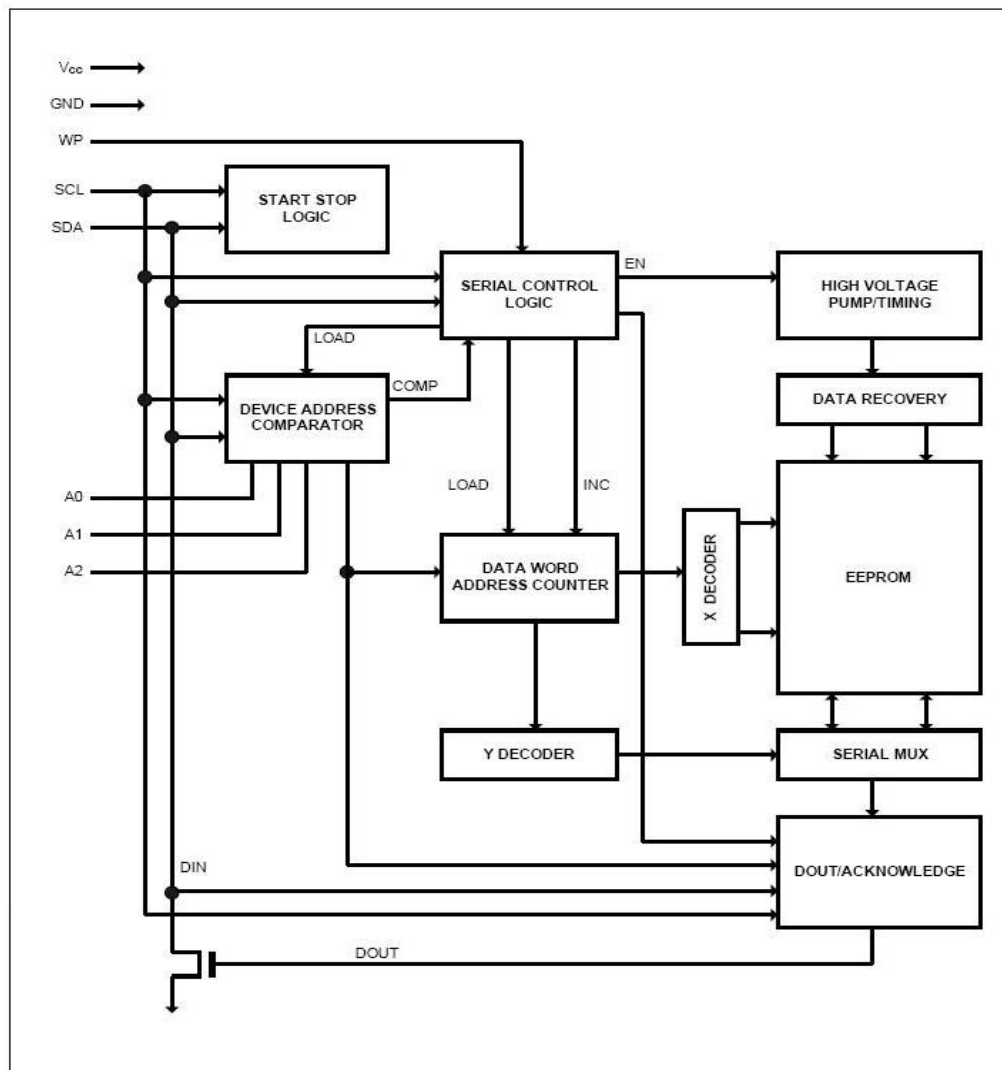 Vcc
GND
WP
SCL
SDA
START STOP
LOGIC
EN
SERIAL CONTROL
LOGIC
HIGH VOLTAGE
PUMP/TIMING
LOAD
COMP
DEVICE ADDRESS
COMPARATOR
DATA RECOVERY
A0
A1
A2
LOAD
INC
DATA WORD
ADDRESS COUNTER
X DECODER
EEPROM
Y DECODER
SERIAL MUX
DIN
DOUT/ACKNOWLEDGE
DOUT